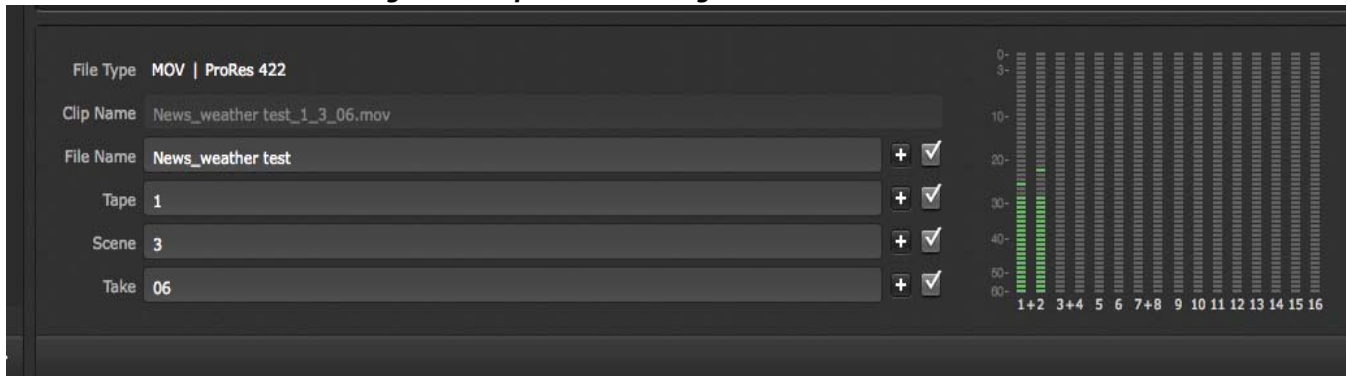 File Type MOV | ProRes 422
Clip Name News_weather test_1_3_06.mov
File Name News_weather test
Tape 1
Scene 3
Take 06
0-
3-
10-
20-
30-
40-
50-
60-
1+2 3+4 5 6 7+8 9 10 11 12 13 14 15 16